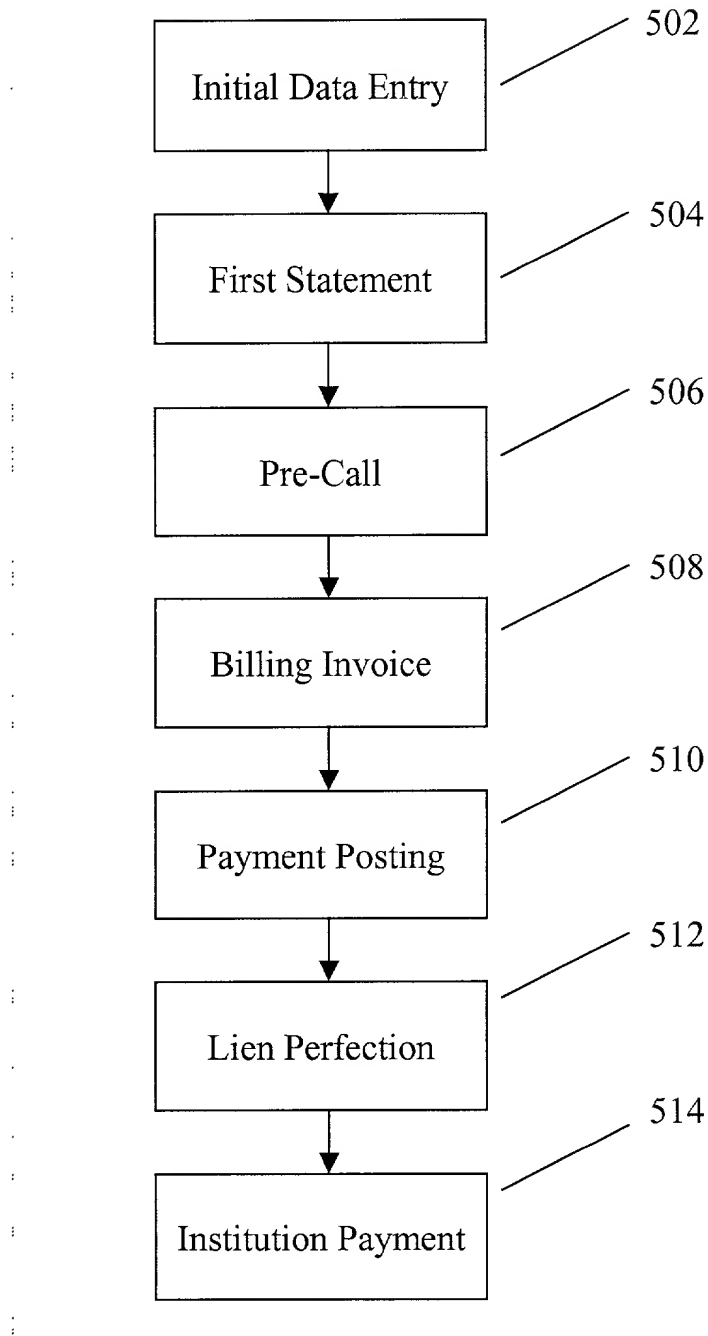 502
Initial Data Entry
504
First Statement
506
Pre-Call
508
Billing Invoice
510
Payment Posting
512
Lien Perfection
514
Institution Payment